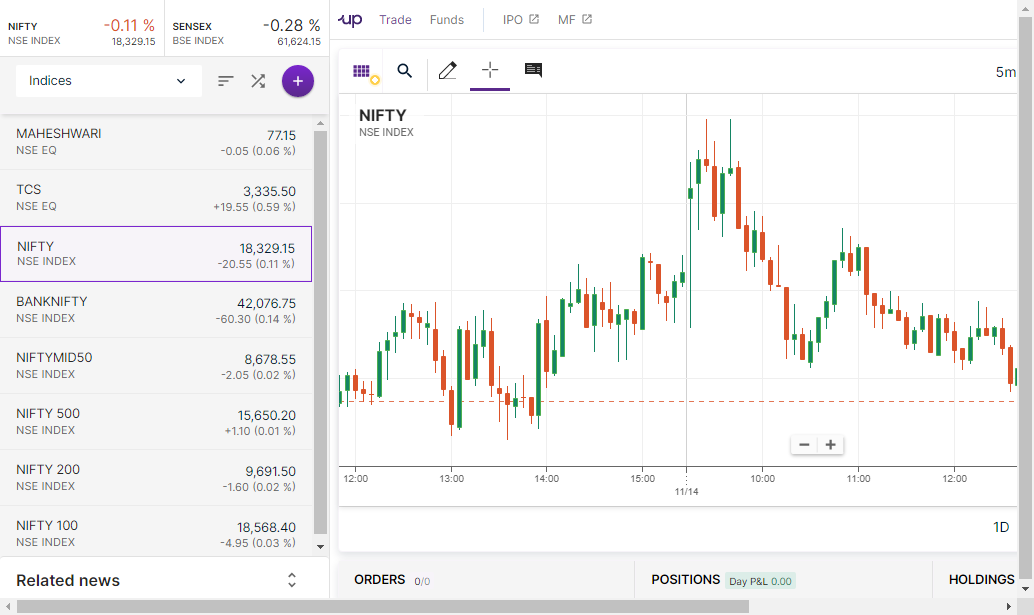 NIFTY -0.11 %
NSE INDEX 18,329.15
SENSEX -0.28 %
BSE INDEX 61,624.15
up Trade Funds IPO MF
Indices
+
MAHESHWARI 77.15
NSE EQ -0.05 (0.06 %)
TCS 3,335.50
NSE EQ +19.55 (0.59 %)
NIFTY 18,329.15
NSE INDEX -20.55 (0.11 %)
BANKNIFTY 42,076.75
NSE INDEX -60.30 (0.14 %)
NIFTYMID50 8,678.55
NSE INDEX -2.05 (0.02 %)
NIFTY 500 15,650.20
NSE INDEX +1.10 (0.01 %)
NIFTY 200 9,691.50
NSE INDEX -1.60 (0.02 %)
NIFTY 100 18,568.40
NSE INDEX -4.95 (0.03 %)
Related news
5m
NIFTY
NSE INDEX
12:00 13:00 14:00 15:00 10:00 11:00 12:00
11/14
1D
ORDERS 0/0
POSITIONS Day P&L 0.00
HOLDINGS